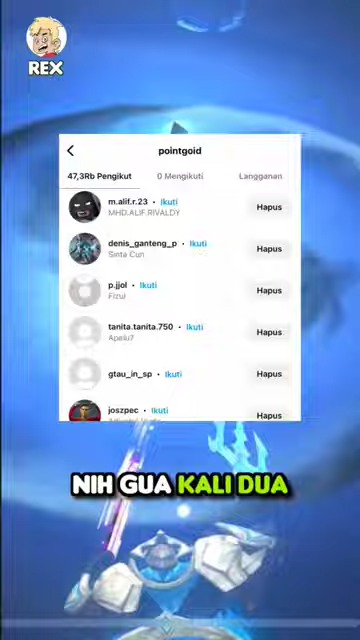 REX
pointgoid
47,3Rb Pengikut 0 Mengikuti Langganan
m.alif.r.23 • Ikuti
MHD.ALIF.RIVALDY
Hapus
denis_ganteng_p • Ikuti
Sinta Curi
Hapus
p.jjol • Ikuti
Fizul
Hapus
tanita.tanita.750 • Ikuti
Apeilu7
Hapus
gtau_in_sp • Ikuti
Hapus
joszpec • Ikuti
Hapus
NIH GUA KALI DUA